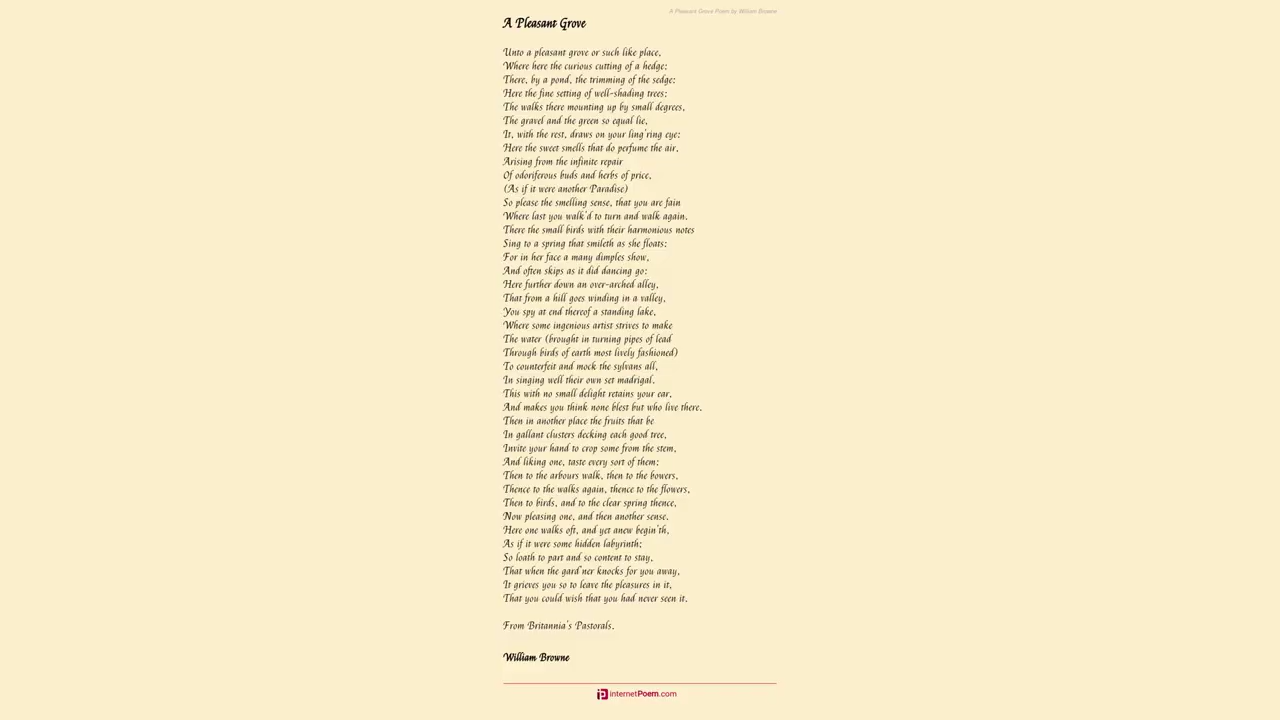 A Pleasant Grove Poem by William Browne
A Pleasant Grove
Unto a pleasant grove or such like place,
Where here the curious cutting of a hedge:
There, by a pond, the trimming of the sedge:
Here the fine setting of well-shading trees:
The walks there mounting up by small degrees,
The gravel and the green so equal lie,
It, with the rest, draws on your ling'ring eye:
Here the sweet smells that do perfume the air,
Arising from the infinite repair
Of odoriferous buds and herbs of price,
(As if it were another Paradise)
So please the smelling sense, that you are fain
Where last you walk'd to turn and walk again.
There the small birds with their harmonious notes
Sing to a spring that smileth as she floats:
For in her face a many dimples show,
And often skips as it did dancing go:
Here further down an over-arched alley,
That from a hill goes winding in a valley,
You spy at end thereof a standing lake,
Where some ingenious artist strives to make
The water (brought in turning pipes of lead
Through birds of earth most lively fashioned)
To counterfeit and mock the sylvans all,
In singing well their own set madrigal.
This with no small delight retains your ear,
And makes you think none blest but who live there.
Then in another place the fruits that be
In gallant clusters decking each good tree,
Invite your hand to crop some from the stem,
And liking one, taste every sort of them:
Then to the arbours walk, then to the bowers,
Thence to the walks again, thence to the flowers,
Then to birds, and to the clear spring thence,
Now pleasing one, and then another sense.
Here one walks oft, and yet anew begin'th,
As if it were some hidden labyrinth;
So loath to part and so content to stay,
That when the gard'ner knocks for you away,
It grieves you so to leave the pleasures in it,
That you could wish that you had never seen it.
From Britannia's Pastorals.
William Browne
internetPoem.com